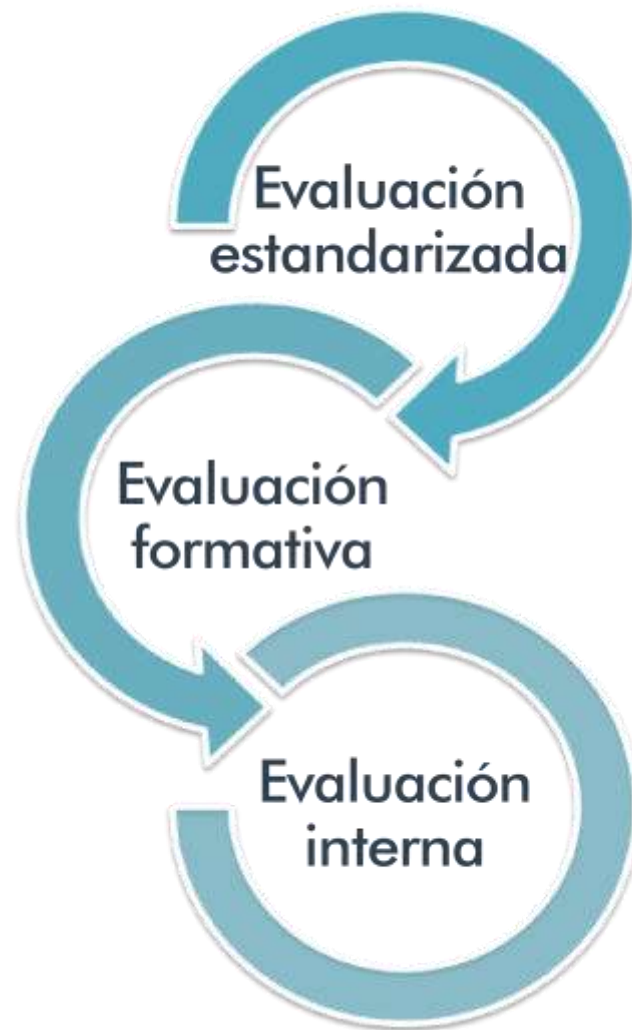 Evaluación
estandarizada
Evaluación
formativa
Evaluación
interna